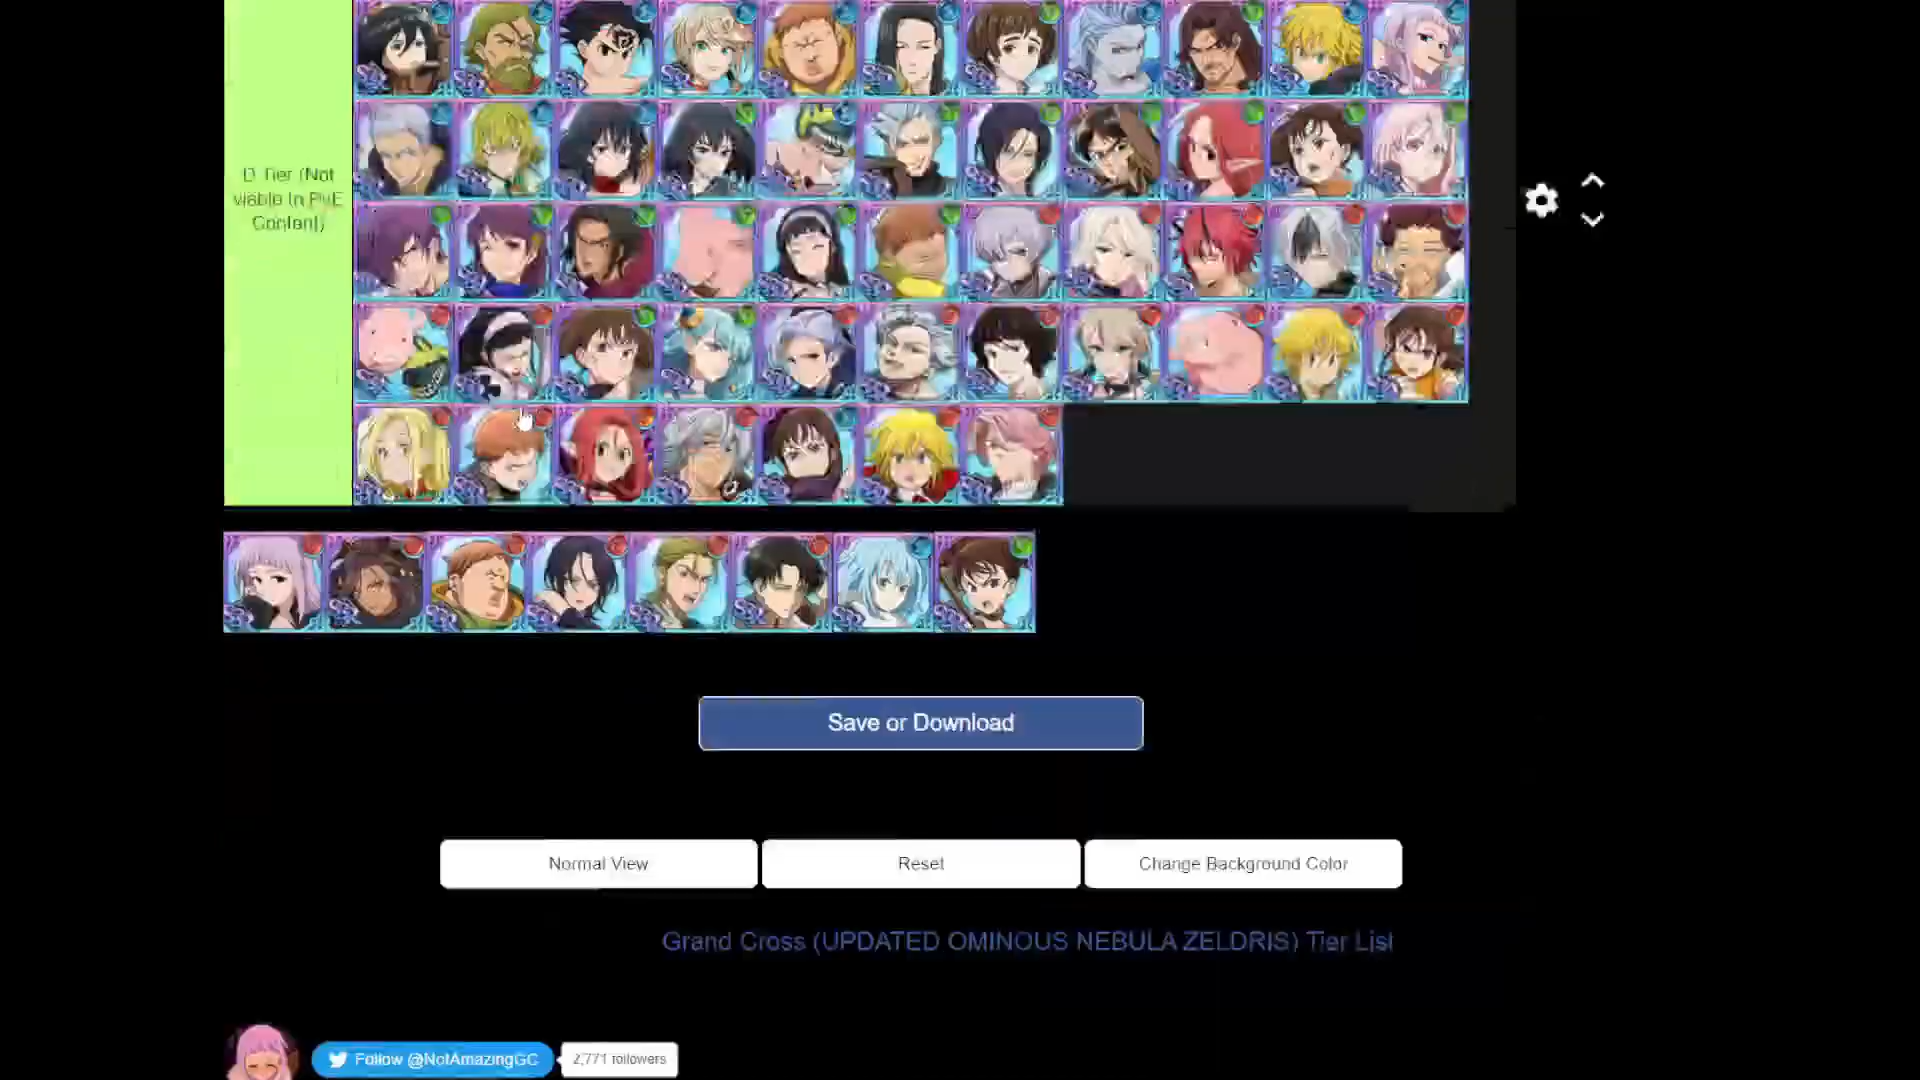 D Tier (Not
viable in PvE
Content)
Save or Download
Normal View
Reset
Change Background Color
Grand Cross (UPDATED OMINOUS NEBULA ZELDRIS) Tier List
Follow @NotAmazingGC
2,771 followers